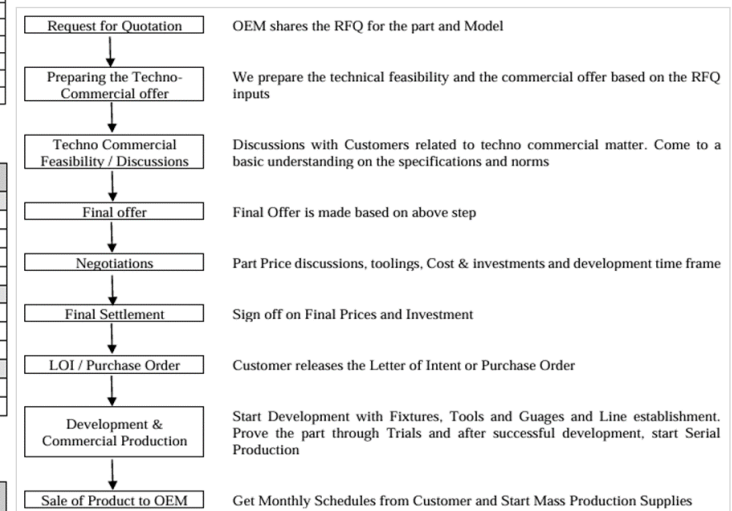 Request for Quotation
OEM shares the RFQ for the part and Model
Preparing the Techno-
Commercial offer
We prepare the technical feasibility and the commercial offer based on the RFQ
inputs
Techno Commercial
Feasibility / Discussions
Discussions with Customers related to techno commercial matter. Come to a
basic understanding on the specifications and norms
Final offer
Final Offer is made based on above step
Negotiations
Part Price discussions, toolings, Cost & investments and development time frame
Final Settlement
Sign off on Final Prices and Investment
LOI / Purchase Order
Customer releases the Letter of Intent or Purchase Order
Development &
Commercial Production
Start Development with Fixtures, Tools and Guages and Line establishment.
Prove the part through Trials and after successful development, start Serial
Production
Sale of Product to OEM
Get Monthly Schedules from Customer and Start Mass Production Supplies